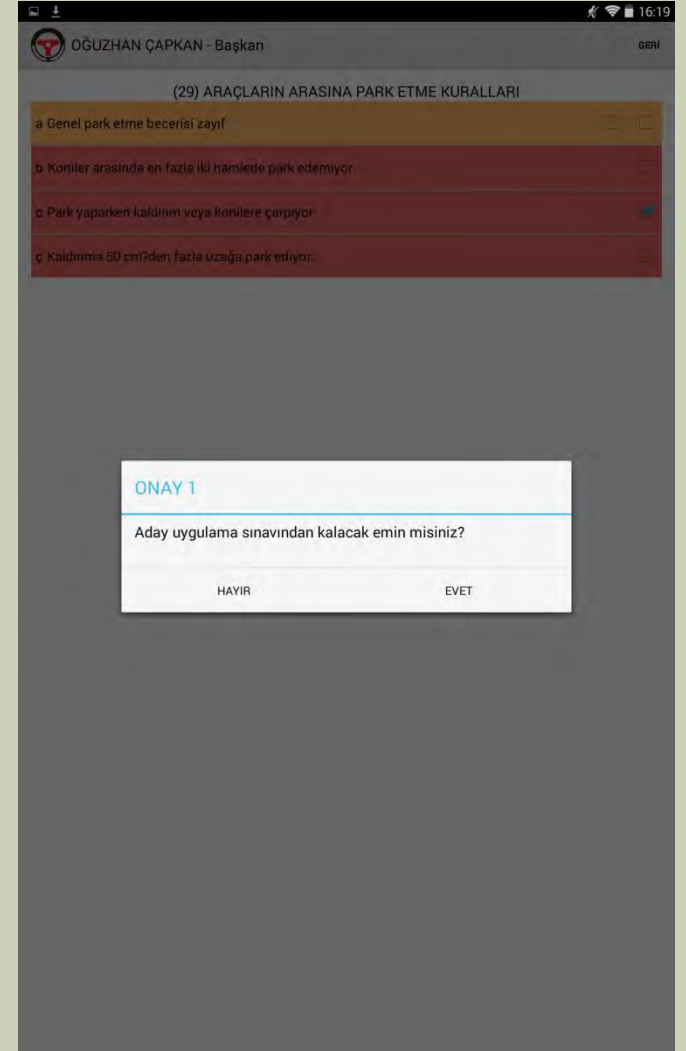 16:19
OĞUZHAN ÇAPKAN - Başkan
GERİ
(29) ARAÇLARIN ARASINA PARK ETME KURALLARI
a Genel park etme becerisi zayıf
b Koniler arasında en fazla iki hamlede park edemiyor.
c Park yaparken kaldırım veya konilere çarpıyor.
ç Kaldırıma 50 cm?den fazla uzağa park ediyor.
ONAY 1
Aday uygulama sınavından kalacak emin misiniz?
HAYIR
EVET